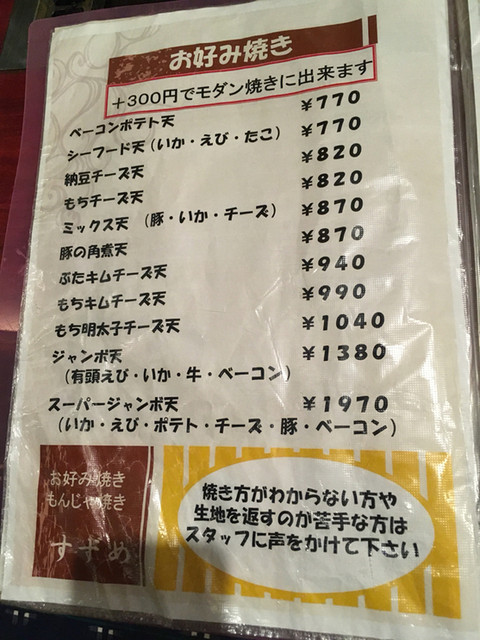 お好み焼き
+300円でモダン焼きに出来ます
ベーコンポテト天 ¥770
シーフード天(いか・えび・たこ) ¥770
納豆チーズ天 ¥820
もちチーズ天 ¥820
ミックス天 (豚・いか・チーズ) ¥870
豚の角煮天 ¥870
ぶたキムチーズ天 ¥940
もちキムチーズ天 ¥990
もち明太子チーズ天 ¥1040
ジャンボ天 ¥1380
(有頭えび・いか・牛・ベーコン)
スーパージャンボ天 ¥1970
(いか・えび・ポテト・チーズ・豚・ベーコン)
お好み焼き
もんじゃ焼き
すずめ
焼き方がわからない方や
生地を返すのが苦手な方は
スタッフに声をかけて下さい